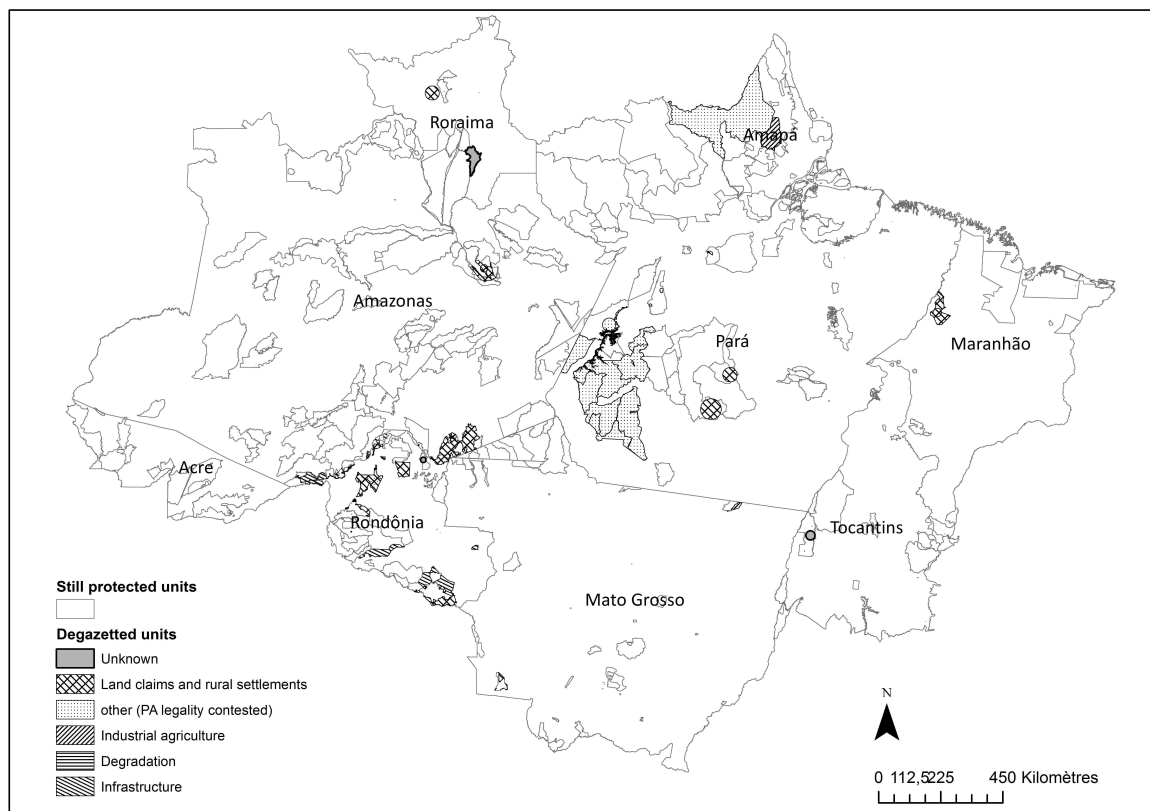 Roraima
Amapá
Amazonas
Pará
Maranhão
Acre
Rondônia
Tocantins
Mato Grosso
Still protected units
Degazetted units
Unknown
Land claims and rural settlements
other (PA legality contested)
Industrial agriculture
Degradation
Infrastructure
N
0 112,5225 450 Kilomètres